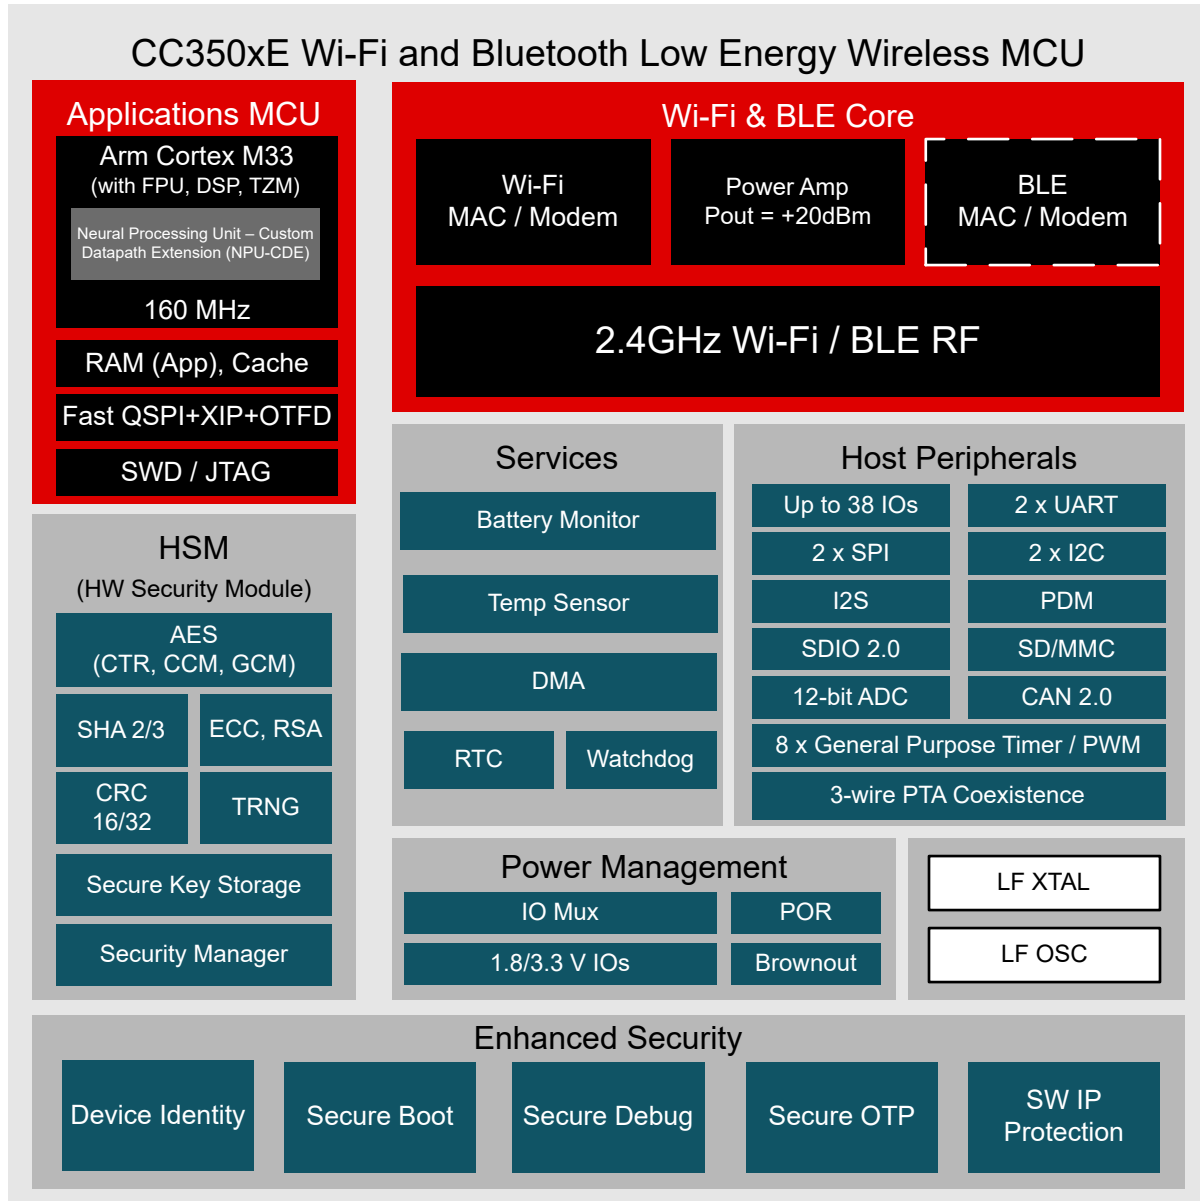 CC350xE Wi-Fi and Bluetooth Low Energy Wireless MCU
Applications MCU
Arm Cortex M33
(with FPU, DSP, TZM)
Neural Processing Unit – Custom
Datapath Extension (NPU-CDE)
160 MHz
RAM (App), Cache
Fast QSPI+XIP+OTFD
SWD / JTAG
Wi-Fi & BLE Core
Wi-Fi
MAC / Modem
Power Amp
Pout = +20dBm
BLE
MAC / Modem
2.4GHz Wi-Fi / BLE RF
HSM
(HW Security Module)
AES
(CTR, CCM, GCM)
SHA 2/3
ECC, RSA
CRC
16/32
TRNG
Secure Key Storage
Security Manager
Services
Battery Monitor
Temp Sensor
DMA
RTC
Watchdog
Host Peripherals
Up to 38 IOs
2 x UART
2 x SPI
2 x I2C
I2S
PDM
SDIO 2.0
SD/MMC
12-bit ADC
CAN 2.0
8 x General Purpose Timer / PWM
3-wire PTA Coexistence
Power Management
IO Mux
POR
1.8/3.3 V IOs
Brownout
LF XTAL
LF OSC
Enhanced Security
Device Identity
Secure Boot
Secure Debug
Secure OTP
SW IP
Protection